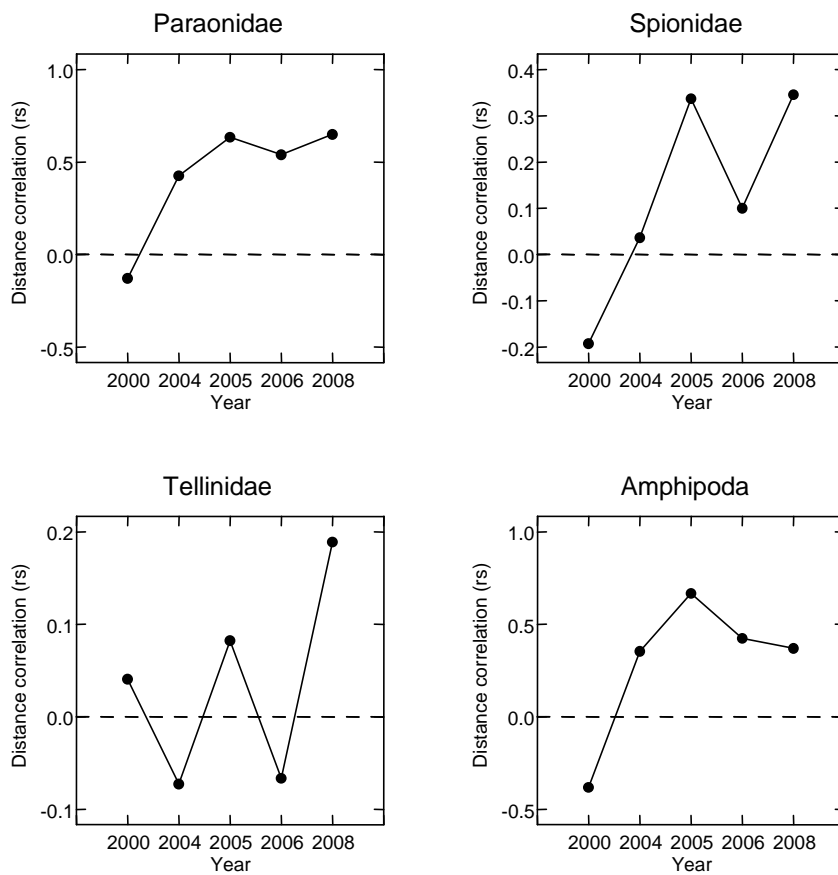 Paraonidae
Distance correlation (rs)
1.0
0.5
0.0
-0.5
2000 2004 2005 2006 2008
Year
Spionidae
Distance correlation (rs)
0.4
0.3
0.2
0.1
0.0
-0.1
-0.2
2000 2004 2005 2006 2008
Year
Tellinidae
Distance correlation (rs)
0.2
0.1
0.0
-0.1
2000 2004 2005 2006 2008
Year
Amphipoda
Distance correlation (rs)
1.0
0.5
0.0
-0.5
2000 2004 2005 2006 2008
Year